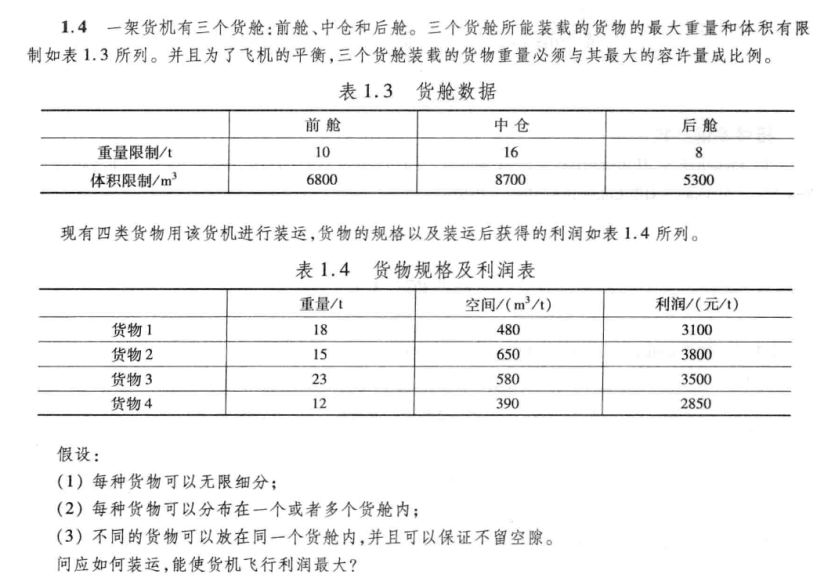 1.4 一架货机有三个货舱:前舱、中仓和后舱。三个货舱所能装载的货物的最大重量和体积有限
制如表 1.3 所列。并且为了飞机的平衡,三个货舱装载的货物重量必须与其最大的容许量成比例。
表 1.3 货舱数据
前 舱 中 仓 后 舱
重量限制/t 10 16 8
体积限制/m³ 6800 8700 5300
现有四类货物用该货机进行装运,货物的规格以及装运后获得的利润如表 1.4 所列。
表 1.4 货物规格及利润表
重量/t 空间/(m³/t) 利润/(元/t)
货物 1 18 480 3100
货物 2 15 650 3800
货物 3 23 580 3500
货物 4 12 390 2850
假设:
(1) 每种货物可以无限细分;
(2) 每种货物可以分布在一个或者多个货舱内;
(3) 不同的货物可以放在同一个货舱内,并且可以保证不留空隙。
问应如何装运,能使货机飞行利润最大?